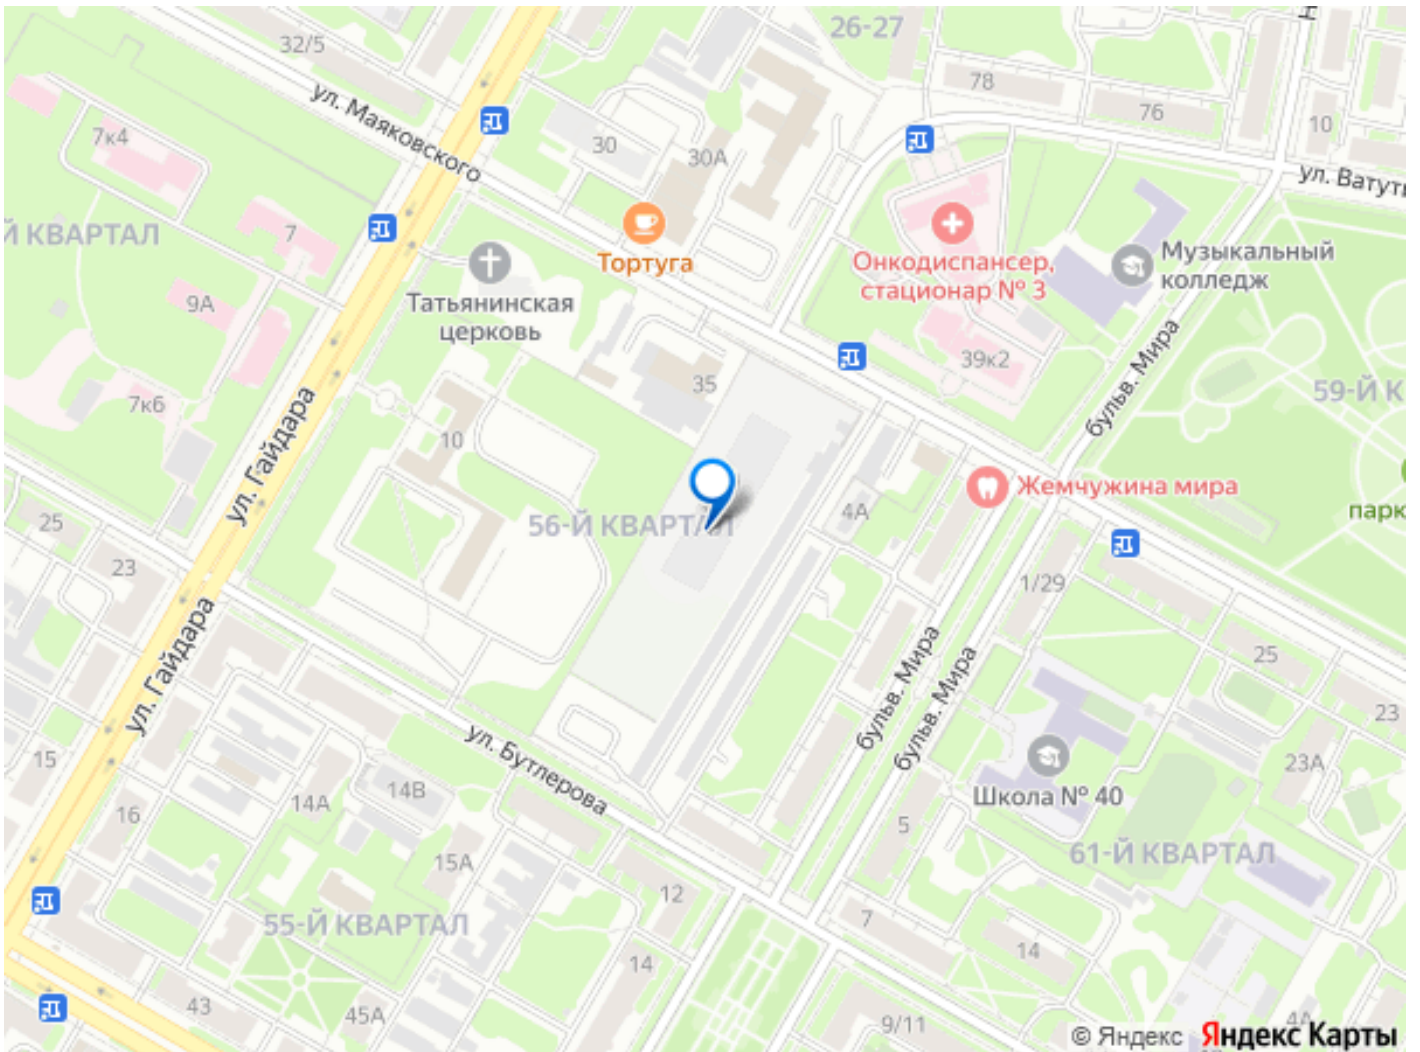 26-27
32/5
78
76
10
ул. Маяковского
7к4
30
30А
ул. Ватути
Й КВАРТАЛ
7
Тортуга
Онкодиспансер,
стационар № 3
Музыкальный
колледж
9А
Татьянинская
церковь
35
39к2
бульв. Мира
59-Й К
7к6
10
ул. Гайдара
Жемчужина мира
4А
парк
25
56-Й КВАРТАЛ
23
1/29
ул. Гайдара
бульв. Мира
бульв. Мира
25
23
15
ул. Бутлерова
23А
14А
14В
Школа № 40
16
5
15А
61-Й КВАРТАЛ
12
55-Й КВАРТАЛ
7
14
14
43
45А
9/11
4А
© Яндекс Яндекс Карты